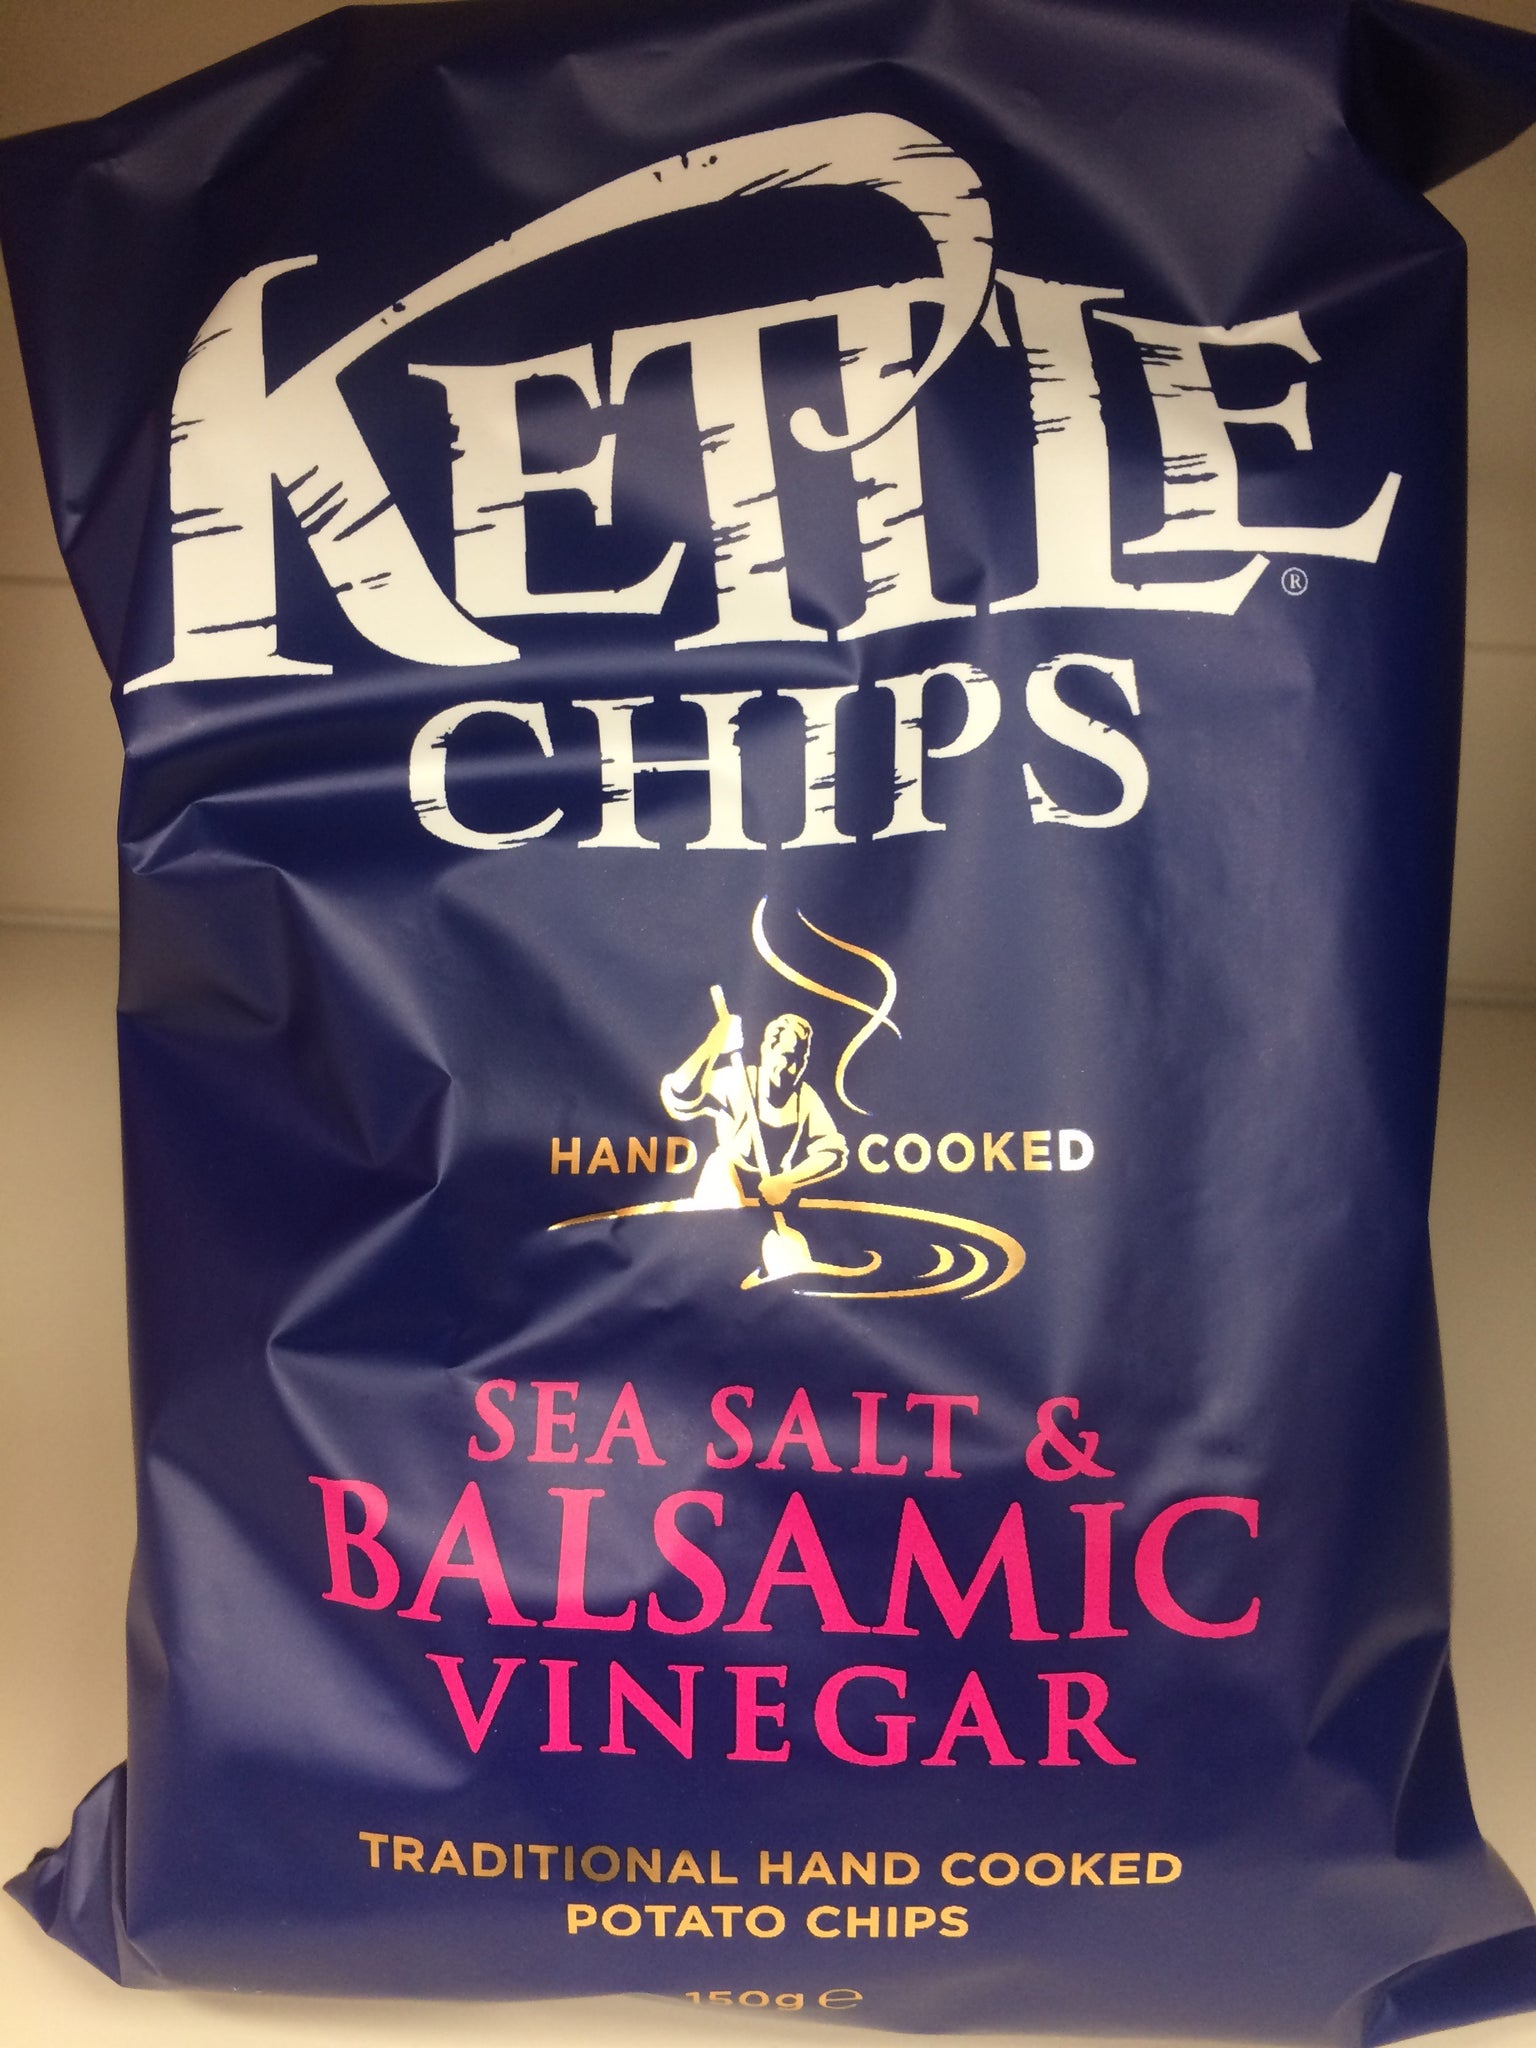 KETTLE®
CHIPS
HAND COOKED
SEA SALT &
BALSAMIC
VINEGAR
TRADITIONAL HAND COOKED
POTATO CHIPS
150g ℮